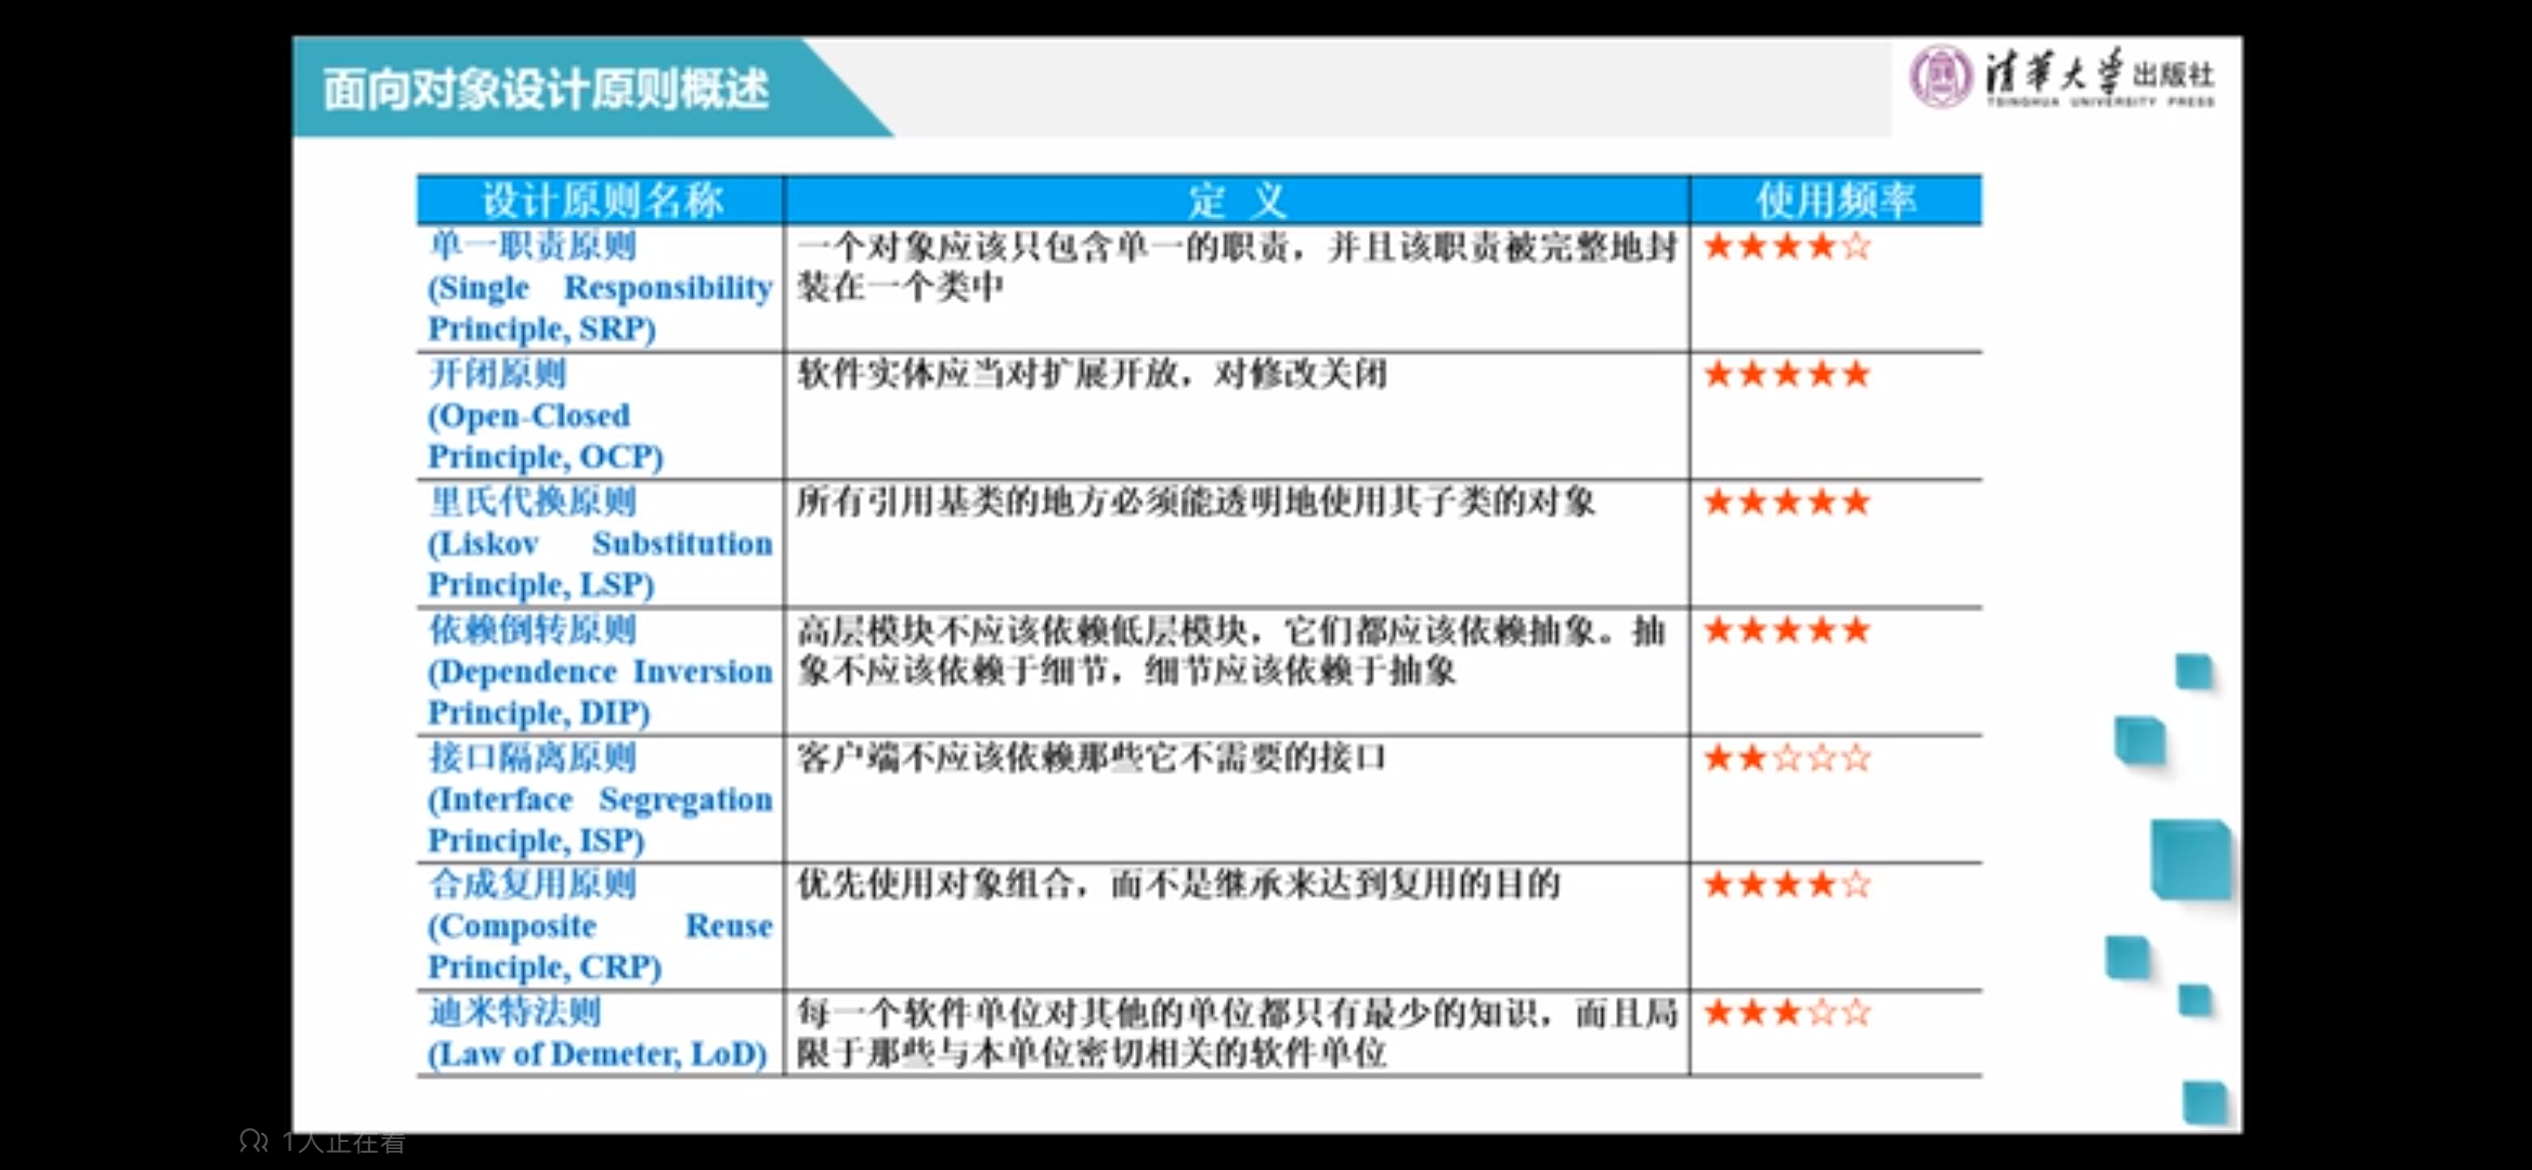 面向对象设计原则概述
清华大学出版社
TSINGHUA UNIVERSITY PRESS
设计原则名称 定 义 使用频率
单一职责原则
(Single Responsibility
Principle, SRP)
一个对象应该只包含单一的职责，并且该职责被完整地封
装在一个类中
★★★★☆
开闭原则
(Open-Closed
Principle, OCP)
软件实体应当对扩展开放，对修改关闭
★★★★★
里氏代换原则
(Liskov Substitution
Principle, LSP)
所有引用基类的地方必须能透明地使用其子类的对象
★★★★★
依赖倒转原则
(Dependence Inversion
Principle, DIP)
高层模块不应该依赖低层模块，它们都应该依赖抽象。抽
象不应该依赖于细节，细节应该依赖于抽象
★★★★★
接口隔离原则
(Interface Segregation
Principle, ISP)
客户端不应该依赖那些它不需要的接口
★★☆☆☆
合成复用原则
(Composite Reuse
Principle, CRP)
优先使用对象组合，而不是继承来达到复用的目的
★★★★☆
迪米特法则
(Law of Demeter, LoD)
每一个软件单位对其他的单位都只有最少的知识，而且局
限于那些与本单位密切相关的软件单位
★★★☆☆
1人正在看